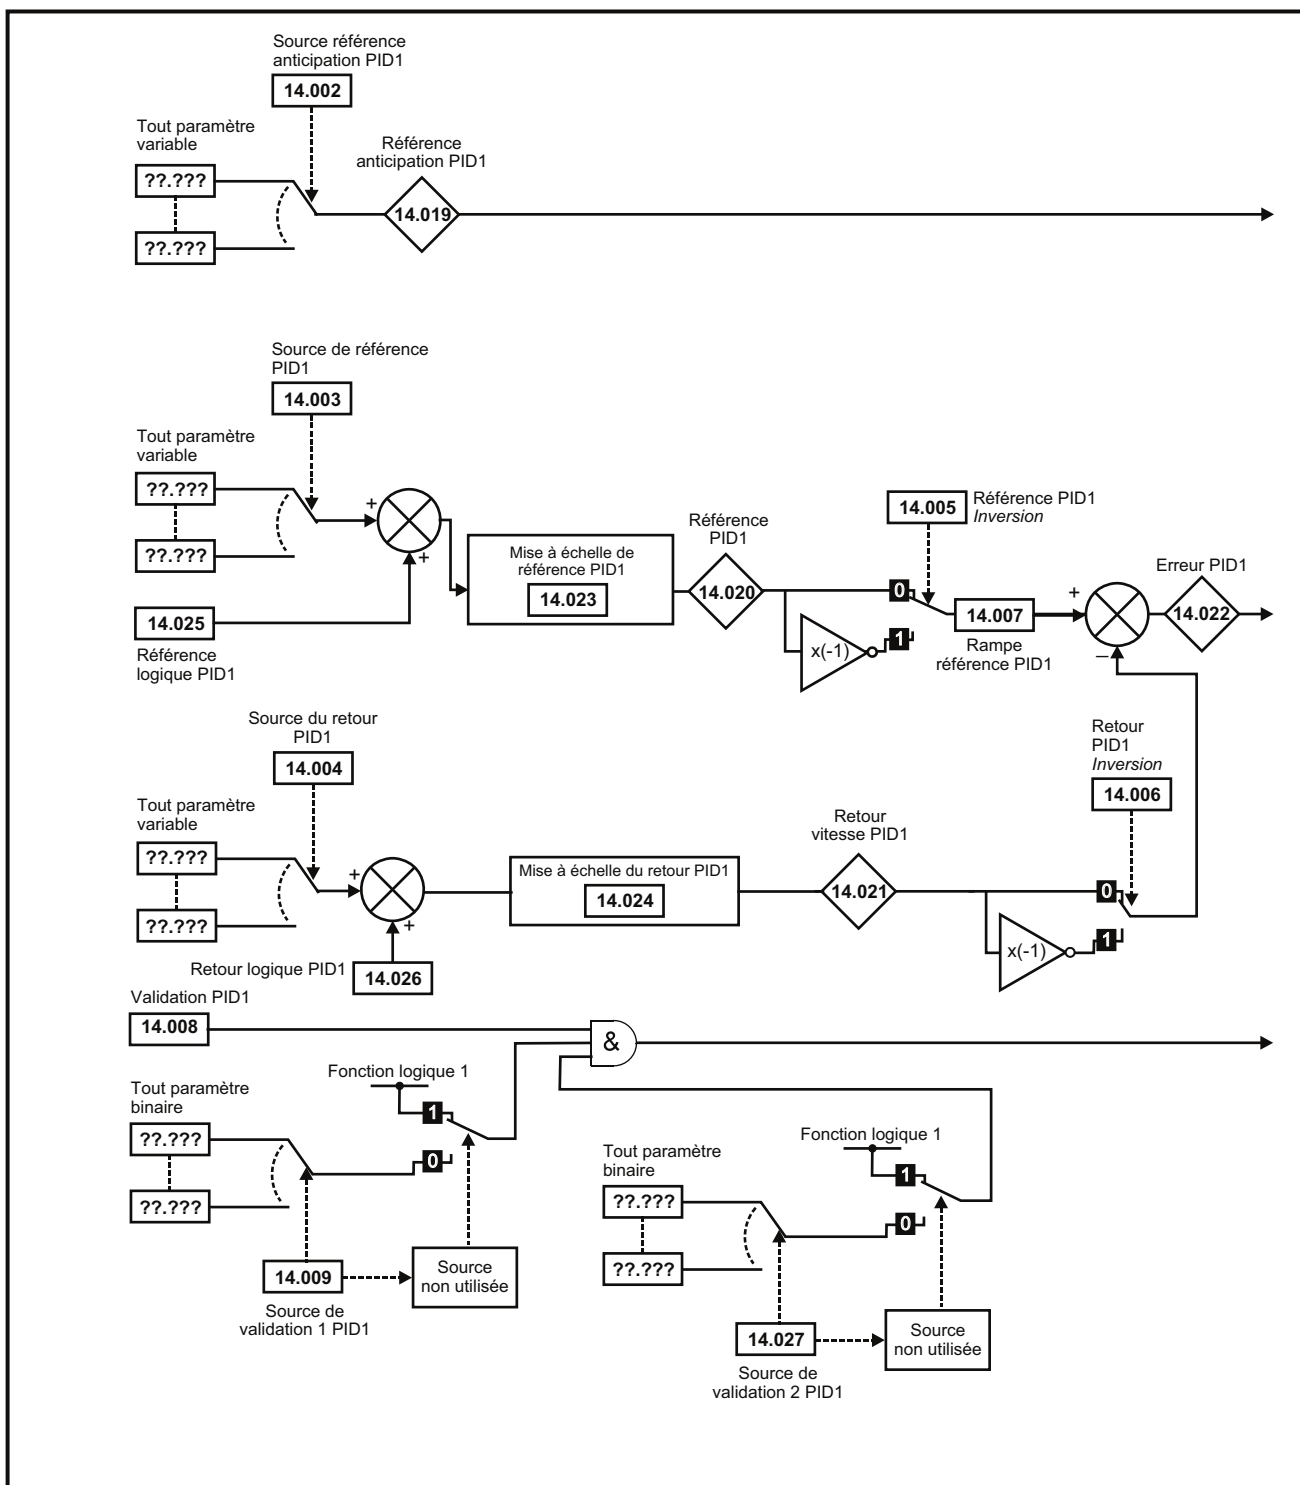 Source référence
anticipation PID1
14.002
Tout paramètre
variable
??.???
??.???
Référence
anticipation PID1
14.019
Source de référence
PID1
14.003
Tout paramètre
variable
??.???
??.???
+
+
14.025
Référence
logique PID1
Mise à échelle de
référence PID1
14.023
Référence
PID1
14.020
14.005
Référence PID1
Inversion
0
1
x(-1)
14.007
Rampe
référence PID1
+
–
Erreur PID1
14.022
Source du retour
PID1
14.004
Tout paramètre
variable
??.???
??.???
+
+
Retour logique PID1
14.026
Mise à échelle du retour PID1
14.024
Retour
vitesse PID1
14.021
Retour
PID1
Inversion
14.006
0
1
x(-1)
Validation PID1
14.008
&
Fonction logique 1
1
0
Tout paramètre
binaire
??.???
??.???
14.009
Source de
validation 1 PID1
Source
non utilisée
Fonction logique 1
1
0
Tout paramètre
binaire
??.???
??.???
14.027
Source de
validation 2 PID1
Source
non utilisée